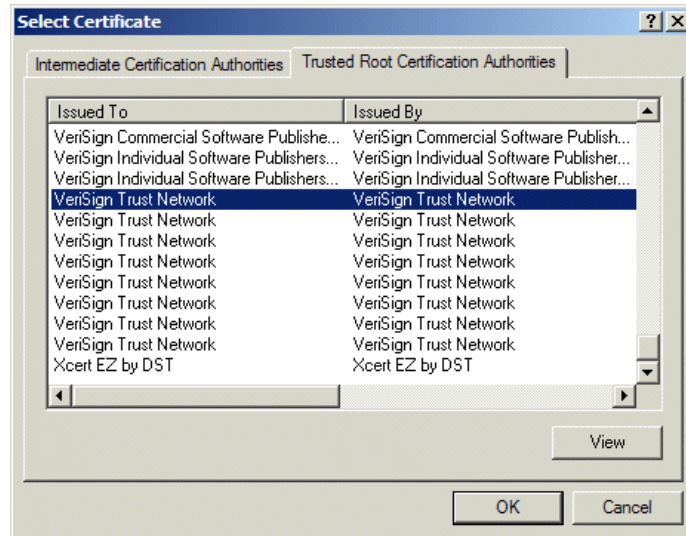 Select Certificate
Intermediate Certification Authorities Trusted Root Certification Authorities
Issued To Issued By
VeriSign Commercial Software Publishe... VeriSign Commercial Software Publish...
VeriSign Individual Software Publishers... VeriSign Individual Software Publisher...
VeriSign Individual Software Publishers... VeriSign Individual Software Publisher...
VeriSign Trust Network VeriSign Trust Network
VeriSign Trust Network VeriSign Trust Network
VeriSign Trust Network VeriSign Trust Network
VeriSign Trust Network VeriSign Trust Network
VeriSign Trust Network VeriSign Trust Network
VeriSign Trust Network VeriSign Trust Network
VeriSign Trust Network VeriSign Trust Network
VeriSign Trust Network VeriSign Trust Network
Xcert EZ by DST Xcert EZ by DST
View
OK Cancel